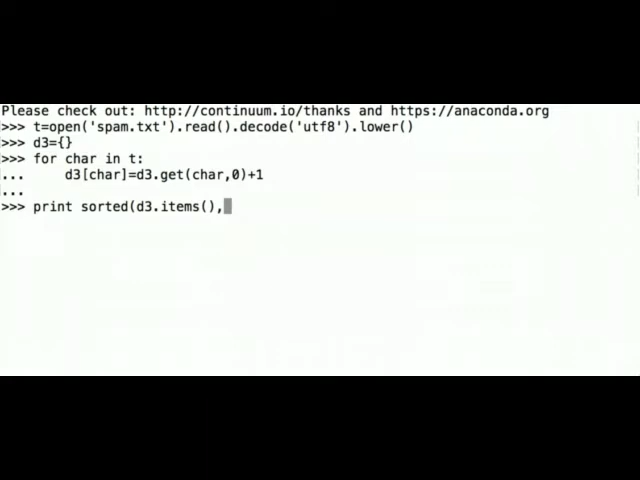 Please check out: http://continuum.io/thanks and https://anaconda.org
>>> t=open('spam.txt').read().decode('utf8').lower()
>>> d3={}
>>> for char in t:
...     d3[char]=d3.get(char,0)+1
...
>>> print sorted(d3.items(),